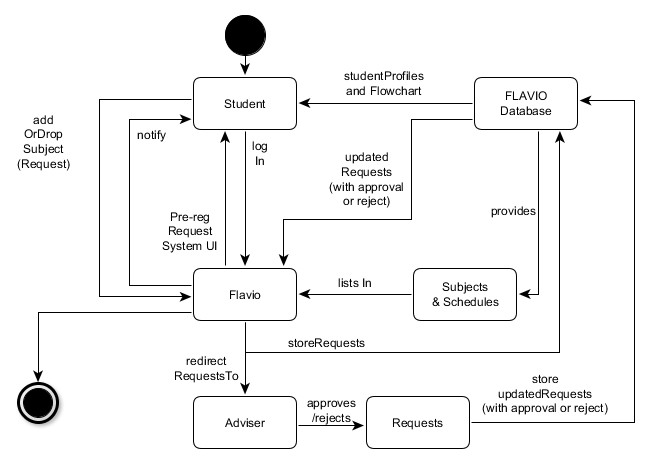 studentProfiles
and Flowchart
Student
FLAVIO
Database
add
OrDrop
Subject
(Request)
notify
log
In
updated
Requests
(with approval
or reject)
Pre-reg
Request
System UI
provides
Flavio
lists In
Subjects
& Schedules
storeRequests
redirect
RequestsTo
store
updatedRequests
(with approval or reject)
approves
/rejects
Adviser
Requests